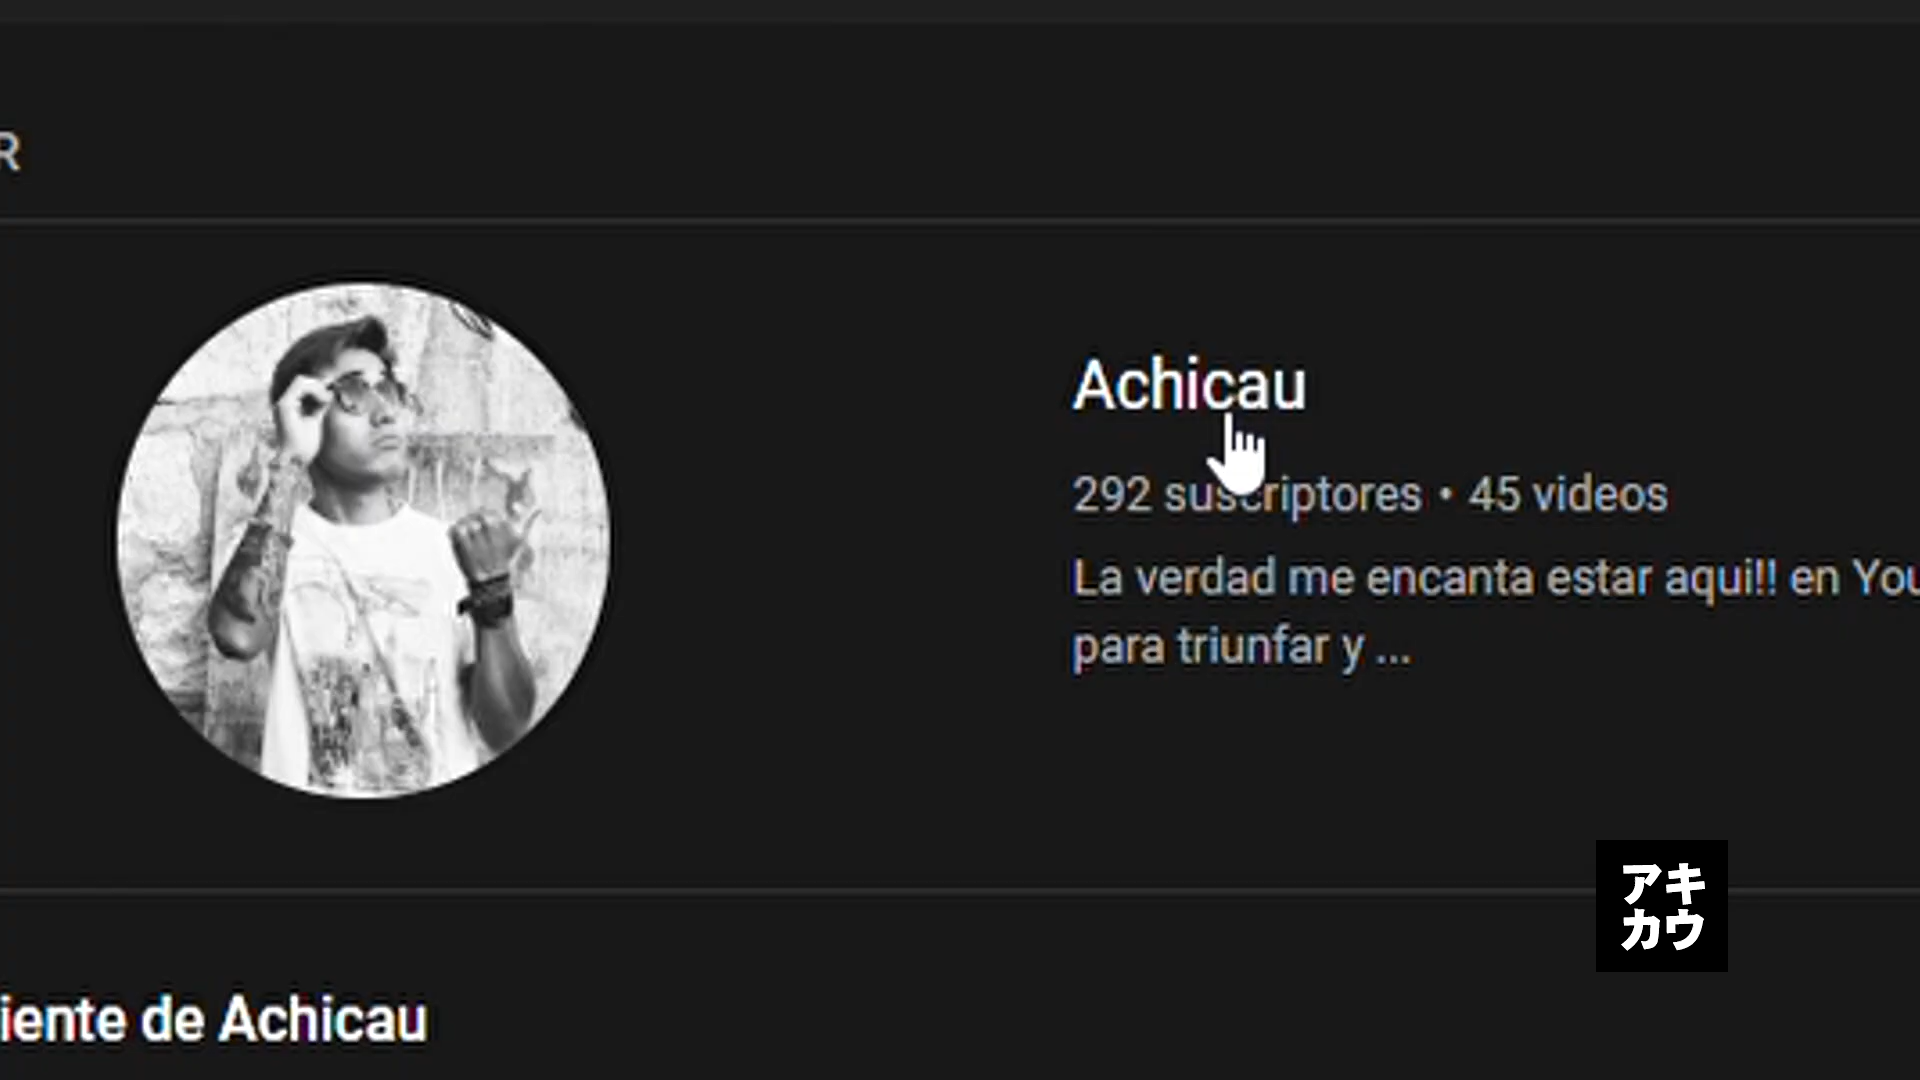 R
Achicau
292 suscriptores • 45 videos
La verdad me encanta estar aqui!! en You
para triunfar y ...
アキ
カウ
iente de Achicau